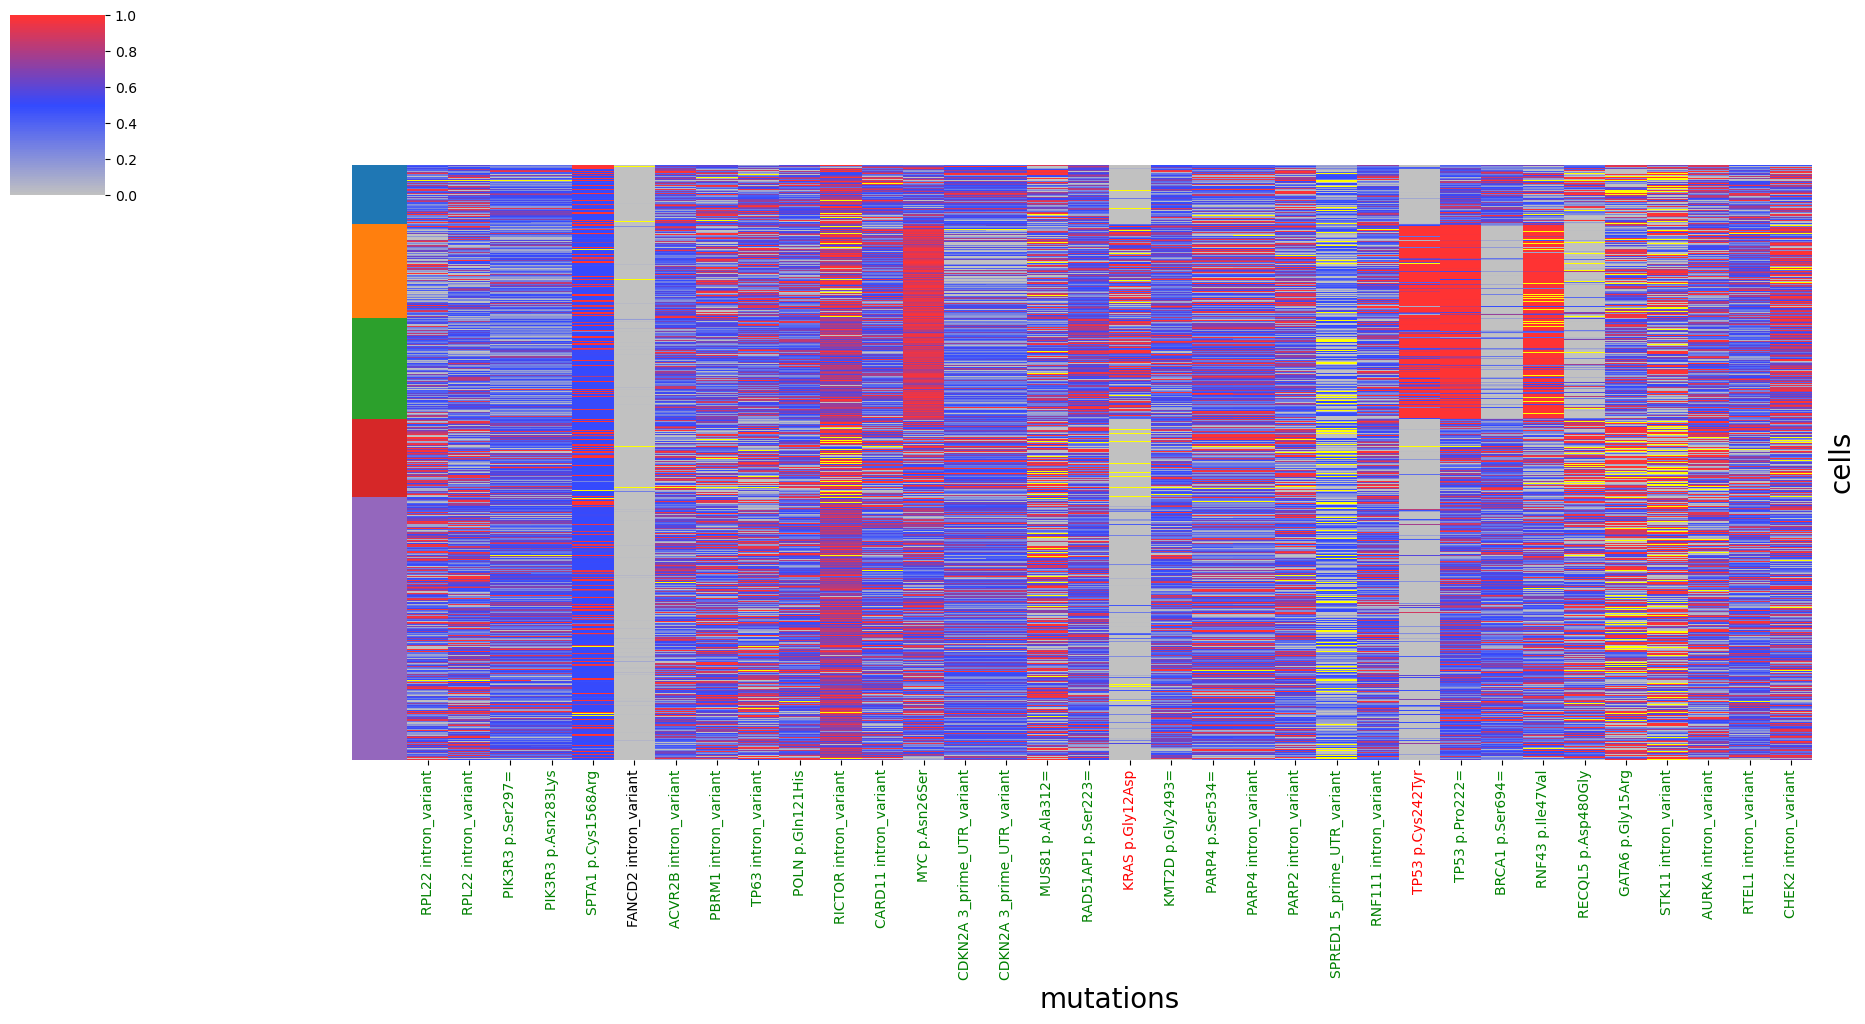 1.0
0.8
0.6
0.4
0.2
0.0
cells
RPL22 intron_variant
RPL22 intron_variant
PIK3R3 p.Ser297=
PIK3R3 p.Asn283Lys
SPTA1 p.Cys1568Arg
FANCD2 intron_variant
ACVR2B intron_variant
PBRM1 intron_variant
TP63 intron_variant
POLN p.Gln121His
RICTOR intron_variant
CARD11 intron_variant
MYC p.Asn26Ser
CDKN2A 3_prime_UTR_variant
CDKN2A 3_prime_UTR_variant
MUS81 p.Ala312=
RAD51AP1 p.Ser223=
KRAS p.Gly12Asp
KMT2D p.Gly2493=
PARP4 p.Ser534=
PARP4 intron_variant
PARP2 intron_variant
SPRED1 5_prime_UTR_variant
RNF111 intron_variant
TP53 p.Cys242Tyr
TP53 p.Pro222=
BRCA1 p.Ser694=
RNF43 p.Ile47Val
RECQL5 p.Asp480Gly
GATA6 p.Gly15Arg
STK11 intron_variant
AURKA intron_variant
RTEL1 intron_variant
CHEK2 intron_variant
mutations